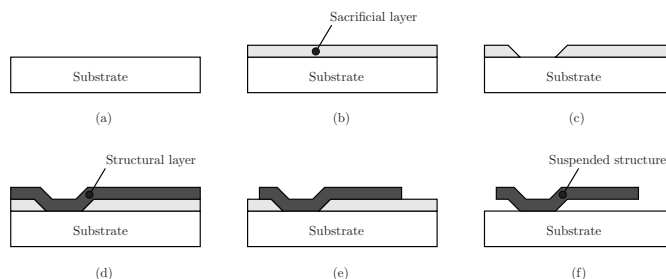 Sacrificial layer
Substrate
Substrate
Substrate
(a)
(b)
(c)
Structural layer
Suspended structure
Substrate
Substrate
Substrate
(d)
(e)
(f)